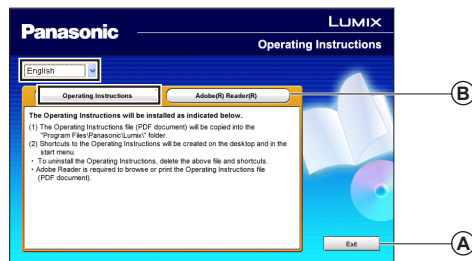 Panasonic
LUMIX
Operating Instructions
English
Operating Instructions
Adobe(R) Reader(R)
B
The Operating Instructions will be installed as indicated below.
(1) The Operating Instructions file (PDF document) will be copied into the
"Program Files\Panasonic\Lumix\" folder.
(2) Shortcuts to the Operating Instructions will be created on the desktop and in the
start menu.
・ To uninstall the Operating Instructions, delete the above file and shortcuts.
・ Adobe Reader is required to browse or print the Operating Instructions file
(PDF document).
Exit
A